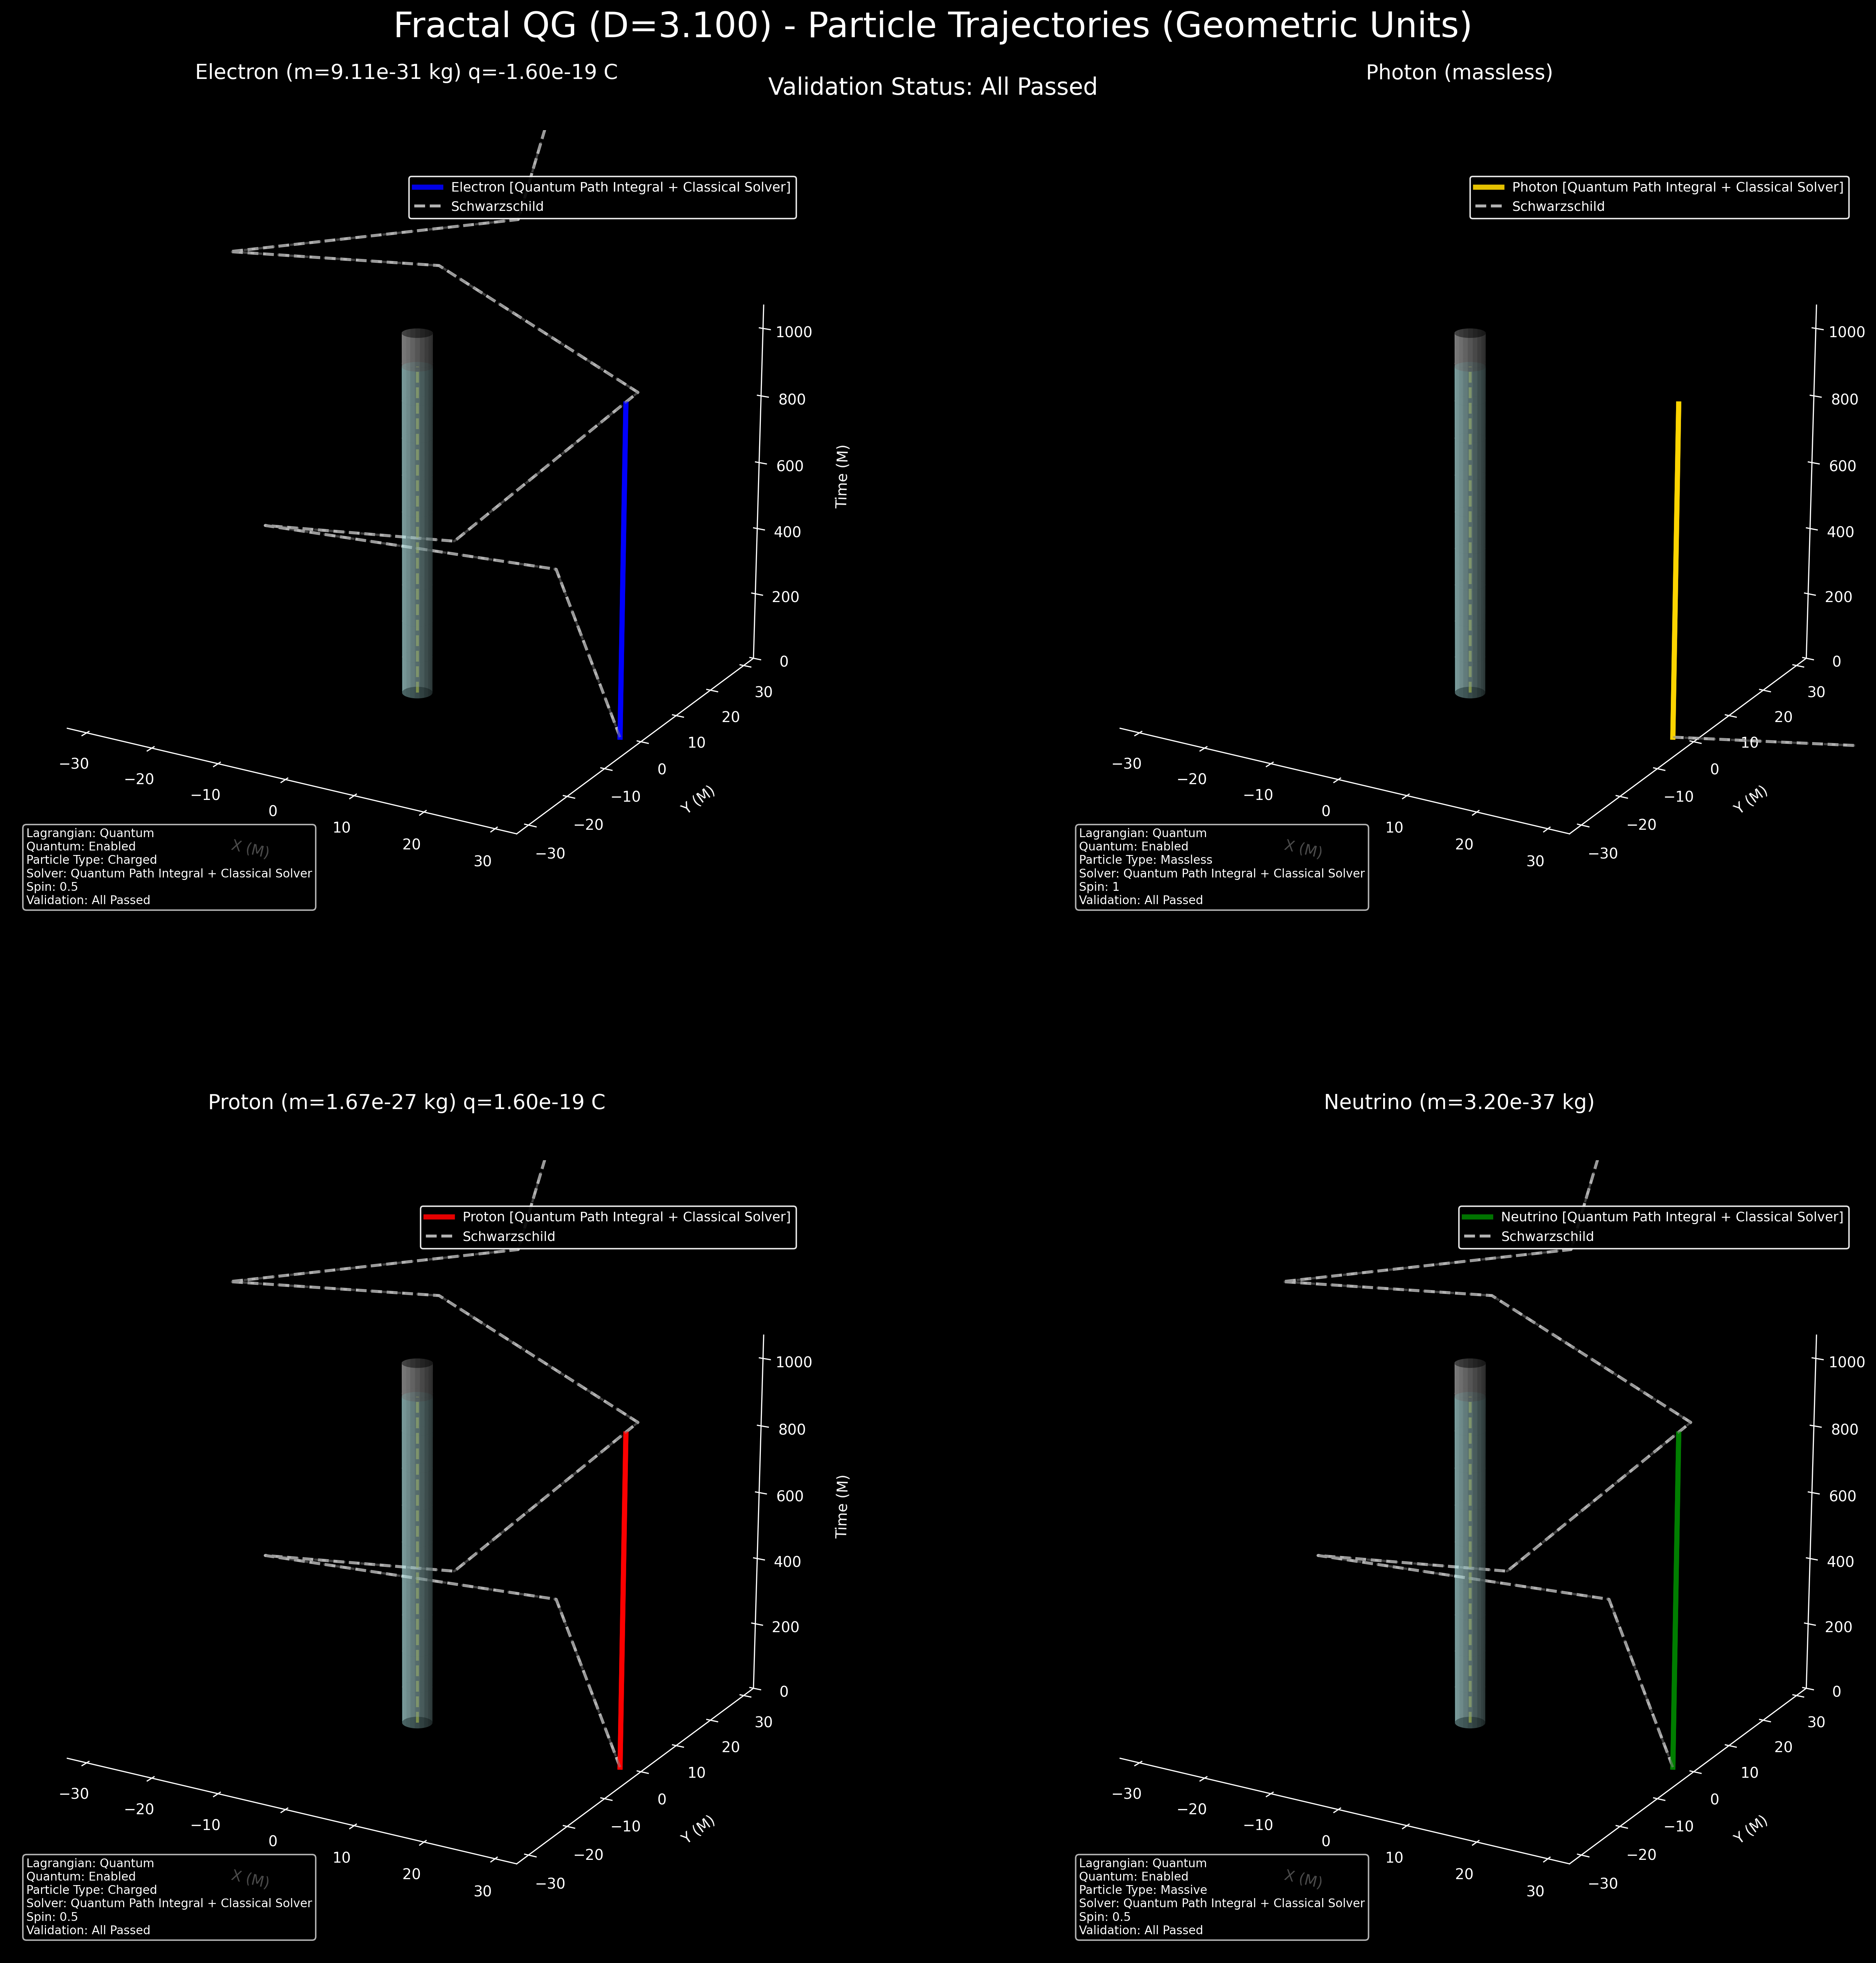 Fractal QG (D=3.100) - Particle Trajectories (Geometric Units)
Validation Status: All Passed
Electron (m=9.11e-31 kg) q=-1.60e-19 C
Electron [Quantum Path Integral + Classical Solver]
Schwarzschild
1000
800
600
400
200
0
Time (M)
30
20
10
0
−10
−20
−30
Y (M)
−30
−20
−10
0
10
20
30
X (M)
Lagrangian: Quantum
Quantum: Enabled
Particle Type: Charged
Solver: Quantum Path Integral + Classical Solver
Spin: 0.5
Validation: All Passed
Photon (massless)
Photon [Quantum Path Integral + Classical Solver]
Schwarzschild
1000
800
600
400
200
0
30
20
10
0
−10
−20
−30
Y (M)
−30
−20
−10
0
10
20
30
X (M)
Lagrangian: Quantum
Quantum: Enabled
Particle Type: Massless
Solver: Quantum Path Integral + Classical Solver
Spin: 1
Validation: All Passed
Proton (m=1.67e-27 kg) q=1.60e-19 C
Proton [Quantum Path Integral + Classical Solver]
Schwarzschild
1000
800
600
400
200
0
Time (M)
30
20
10
0
−10
−20
−30
Y (M)
−30
−20
−10
0
10
20
30
X (M)
Lagrangian: Quantum
Quantum: Enabled
Particle Type: Charged
Solver: Quantum Path Integral + Classical Solver
Spin: 0.5
Validation: All Passed
Neutrino (m=3.20e-37 kg)
Neutrino [Quantum Path Integral + Classical Solver]
Schwarzschild
1000
800
600
400
200
0
30
20
10
0
−10
−20
−30
Y (M)
−30
−20
−10
0
10
20
30
X (M)
Lagrangian: Quantum
Quantum: Enabled
Particle Type: Massive
Solver: Quantum Path Integral + Classical Solver
Spin: 0.5
Validation: All Passed